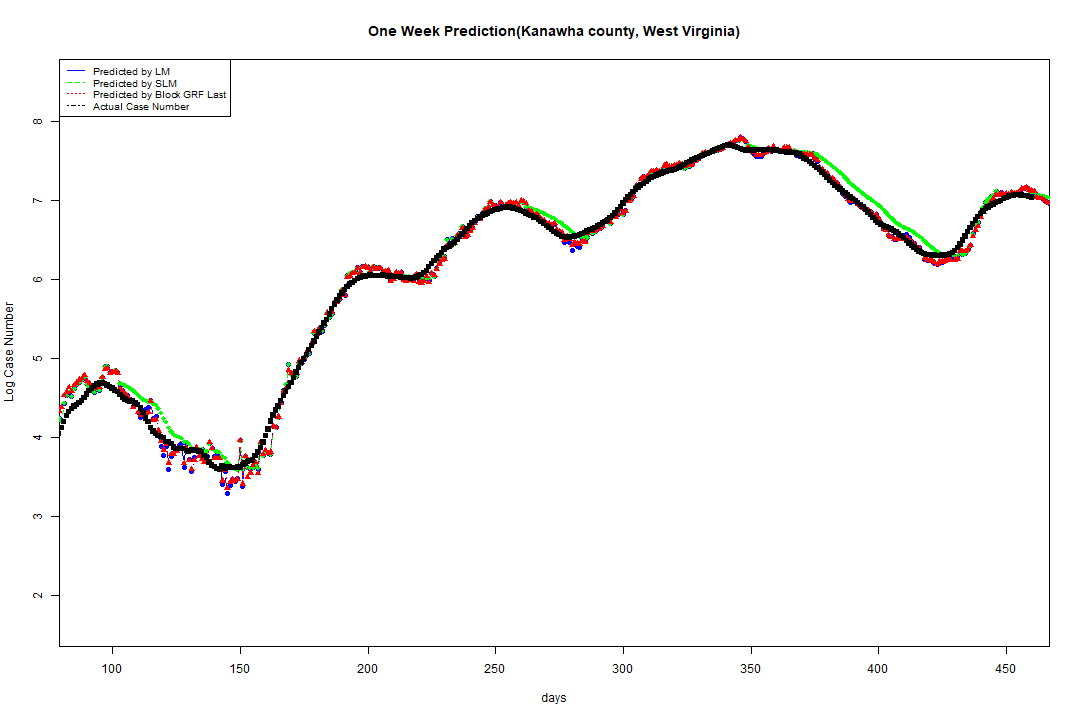 One Week Prediction(Kanawha county, West Virginia)
Predicted by LM
Predicted by SLM
Predicted by Block GRF Last
Actual Case Number
Log Case Number
8
7
6
5
4
3
2
100 150 200 250 300 350 400 450
days